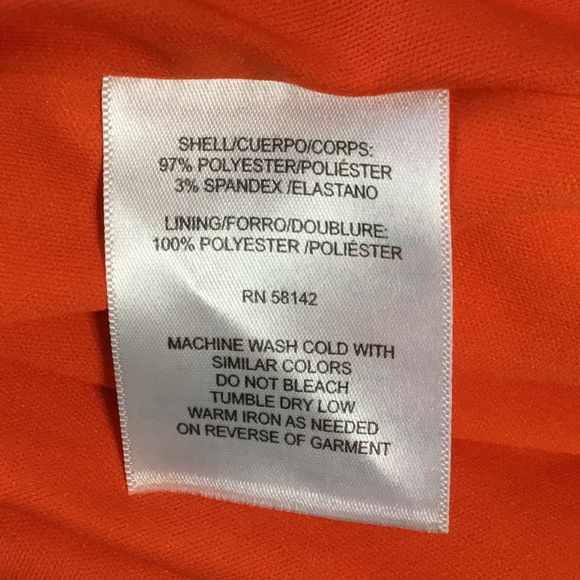 SHELL/CUERPO/CORPS:
97% POLYESTER/POLIÉSTER
3% SPANDEX /ELASTANO
LINING/FORRO/DOUBLURE:
100% POLYESTER /POLIÉSTER
RN 58142
MACHINE WASH COLD WITH
SIMILAR COLORS
DO NOT BLEACH
TUMBLE DRY LOW
WARM IRON AS NEEDED
ON REVERSE OF GARMENT